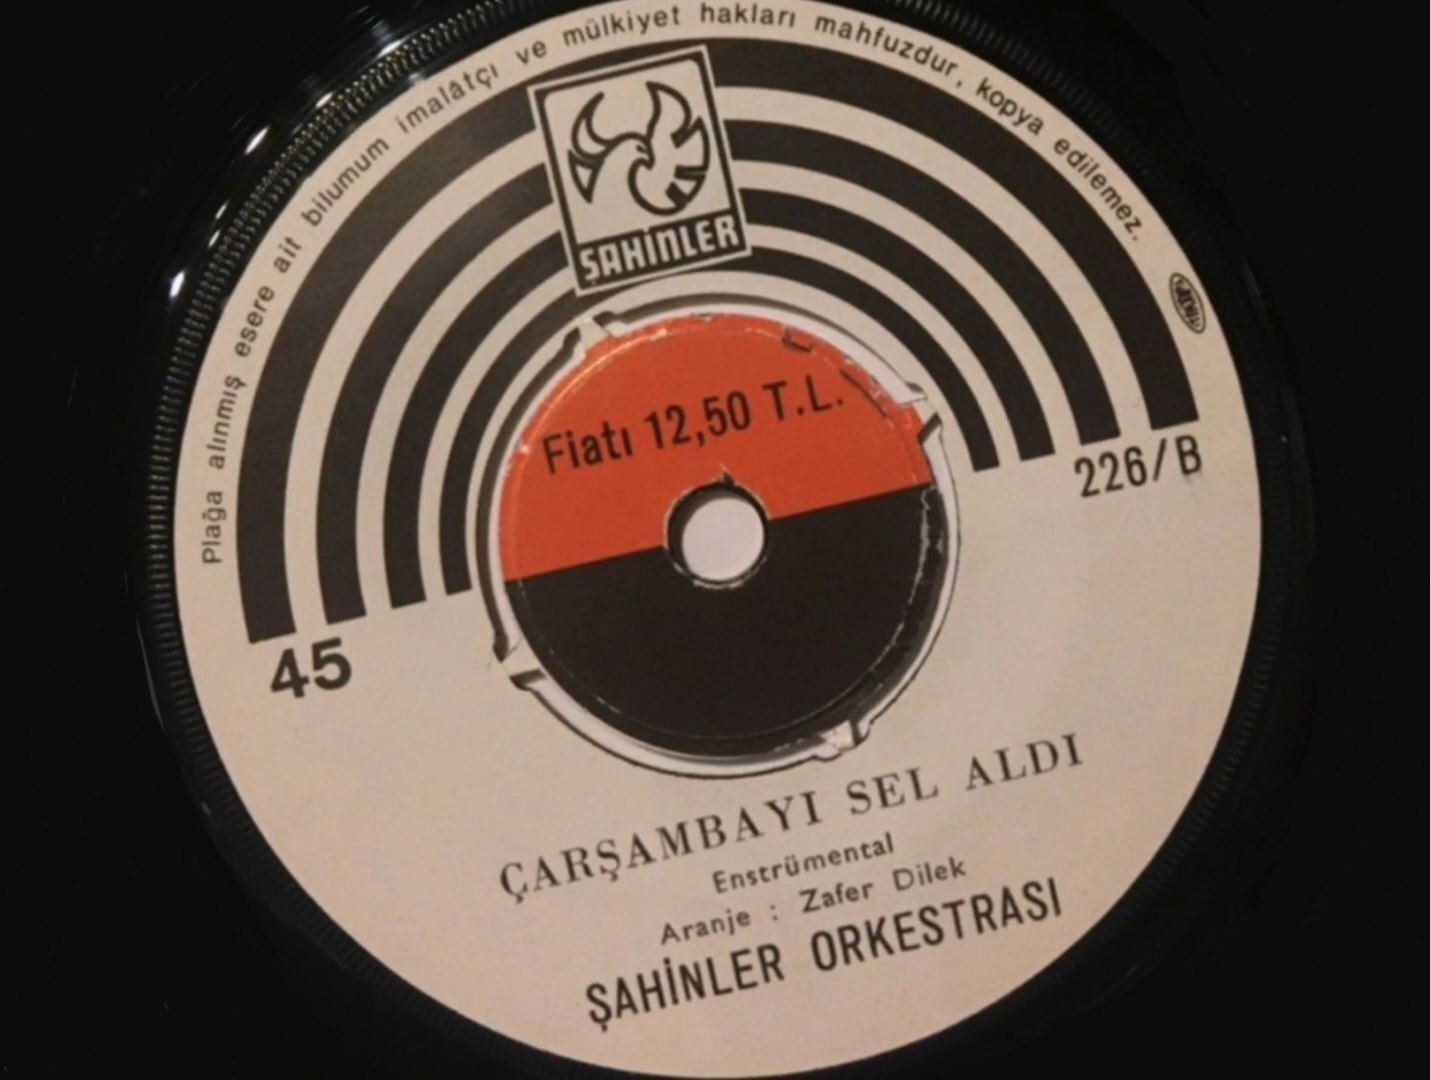 Plağa alınmış esere ait bilumum imalâtçı ve mülkiyet hakları mahfuzdur, kopya edilemez.
ŞAHİNLER
Fiatı 12,50 T.L.
226/B
45
ÇARŞAMBAYI SEL ALDI
Enstrümental
Aranje : Zafer Dilek
ŞAHİNLER ORKESTRASI